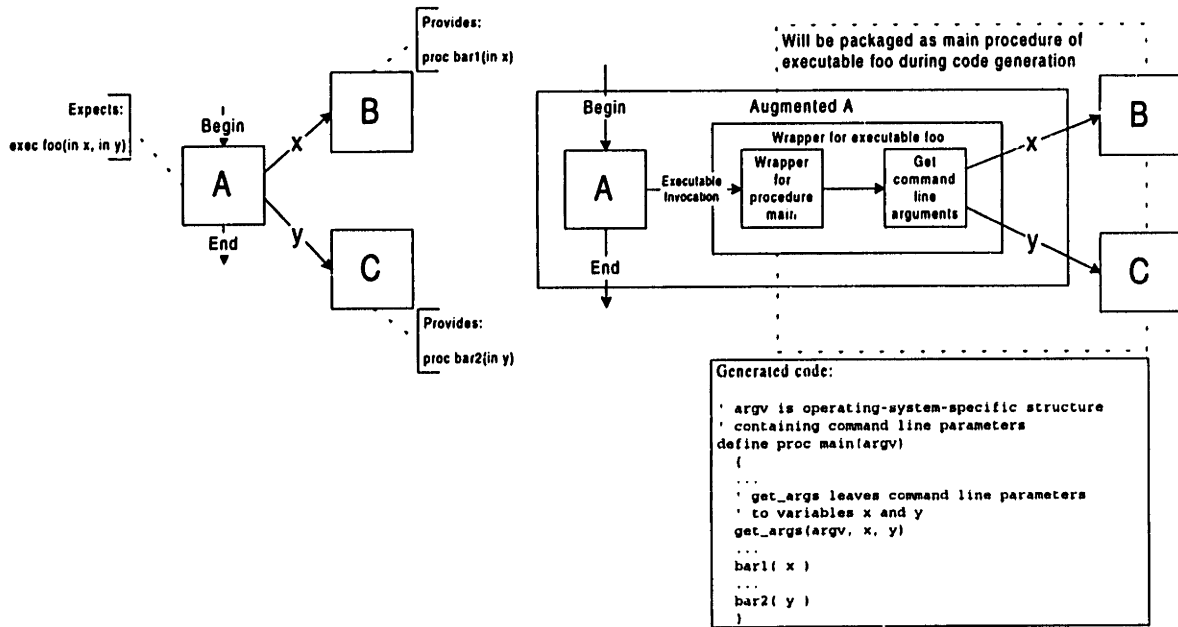 Provides:
proc bar1(in x)
Expects:
exec foo(in x, in y)
Begin
A
End
x
y
B
C
Provides:
proc bar2(in y)
Will be packaged as main procedure of
executable foo during code generation
Augmented A
Begin
A
End
Executable
Invocation
Wrapper for executable foo
Wrapper
for
procedure
main
Get
command
line
arguments
x
y
B
C
Generated code:
' argv is operating-system-specific structure
' containing command line parameters
define proc main(argv)
{
...
' get_args leaves command line parameters
' to variables x and y
get_args(argv, x, y)
...
bar1( x )
...
bar2( y )
}